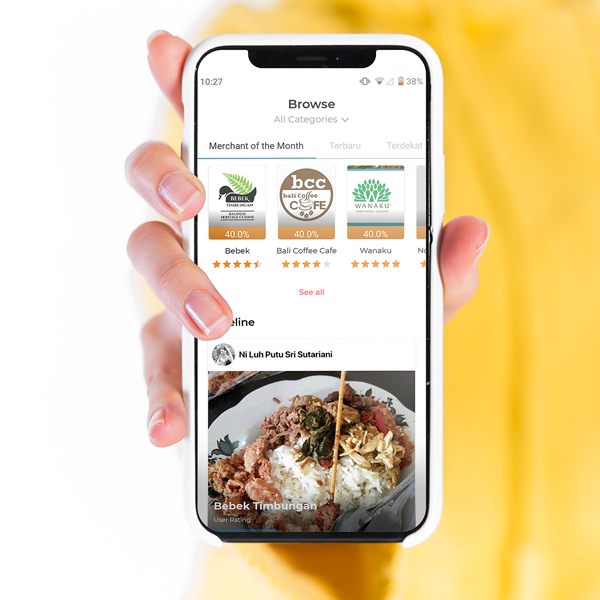 10:27
38%
Browse
All Categories
Merchant of the Month
Terbaru
Terdekat
BEBEK
TIMBUNGAN
BALINESE
HERITAGE CUISINE
bcc
bali Coffee
CAFE
WANAKU
40.0%
40.0%
40.0%
Bebek
Bali Coffee Cafe
Wanaku
See all
eline
Ni Luh Putu Sri Sutariani
Bebek Timbungan
User Rating: